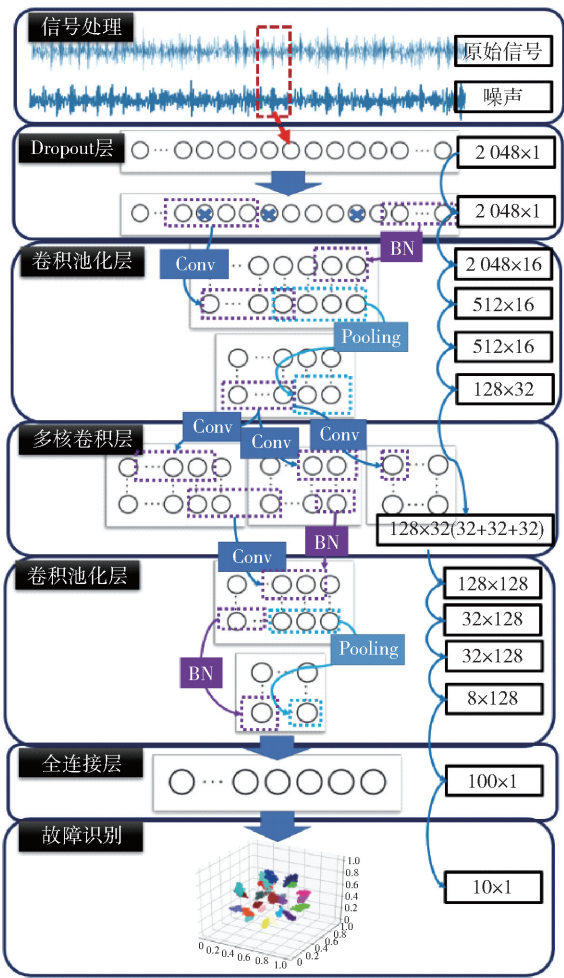 信号处理
原始信号
噪声
Dropout层
2 048×1
2 048×1
BN
卷积池化层
Conv
2 048×16
512×16
Pooling
512×16
128×32
多核卷积层
Conv
Conv
Conv
128×32(32+32+32)
BN
Conv
卷积池化层
128×128
32×128
Pooling
32×128
BN
8×128
全连接层
100×1
故障识别
1.0
0.8
0.6
0.4
0.2
0
10×1
0 0.2 0.4 0.6 0.8 1.0
0 0.2 0.4 0.6 0.8 1.0